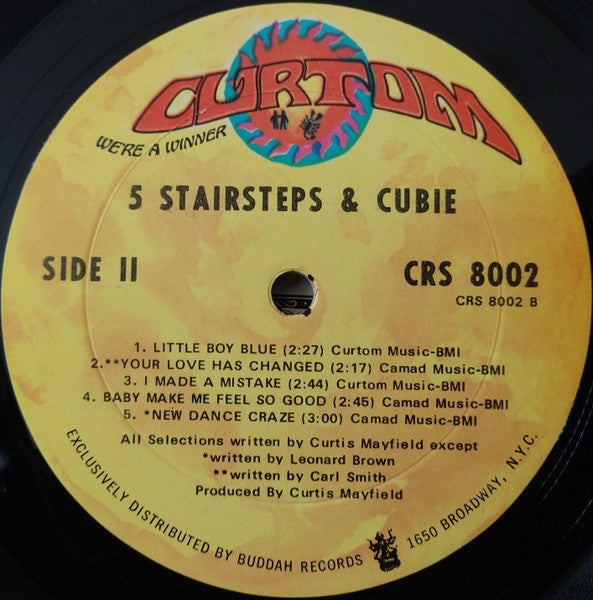 CURTOM
WE'RE A WINNER
5 STAIRSTEPS & CUBIE
SIDE II
CRS 8002
CRS 8002 B
1. LITTLE BOY BLUE (2:27) Curtom Music-BMI
2.**YOUR LOVE HAS CHANGED (2:17) Camad Music-BMI
3. I MADE A MISTAKE (2:44) Curtom Music-BMI
4. BABY MAKE ME FEEL SO GOOD (2:45) Camad Music-BMI
5. *NEW DANCE CRAZE (3:00) Camad Music-BMI
All Selections written by Curtis Mayfield except
*written by Leonard Brown
**written by Carl Smith
Produced By Curtis Mayfield
EXCLUSIVELY DISTRIBUTED BY BUDDAH RECORDS 1650 BROADWAY, N.Y.C.